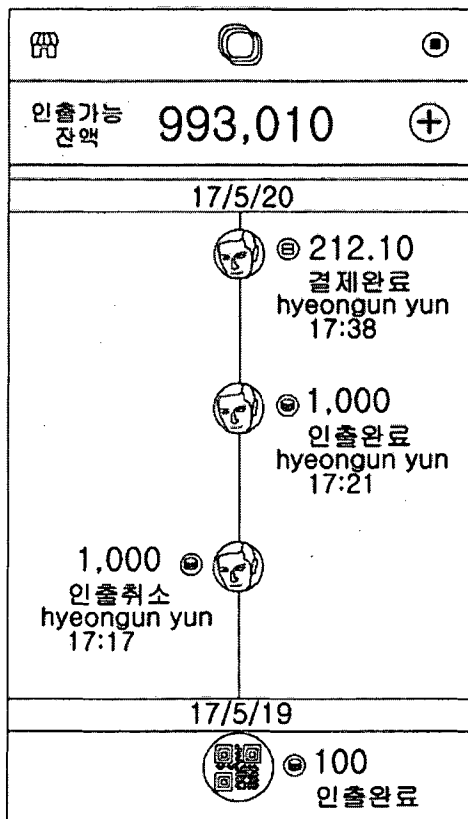 인출가능
잔액 993,010
17/5/20
212.10
결제완료
hyeongun yun
17:38
1,000
인출완료
hyeongun yun
17:21
1,000
인출취소
hyeongun yun
17:17
17/5/19
100
인출완료